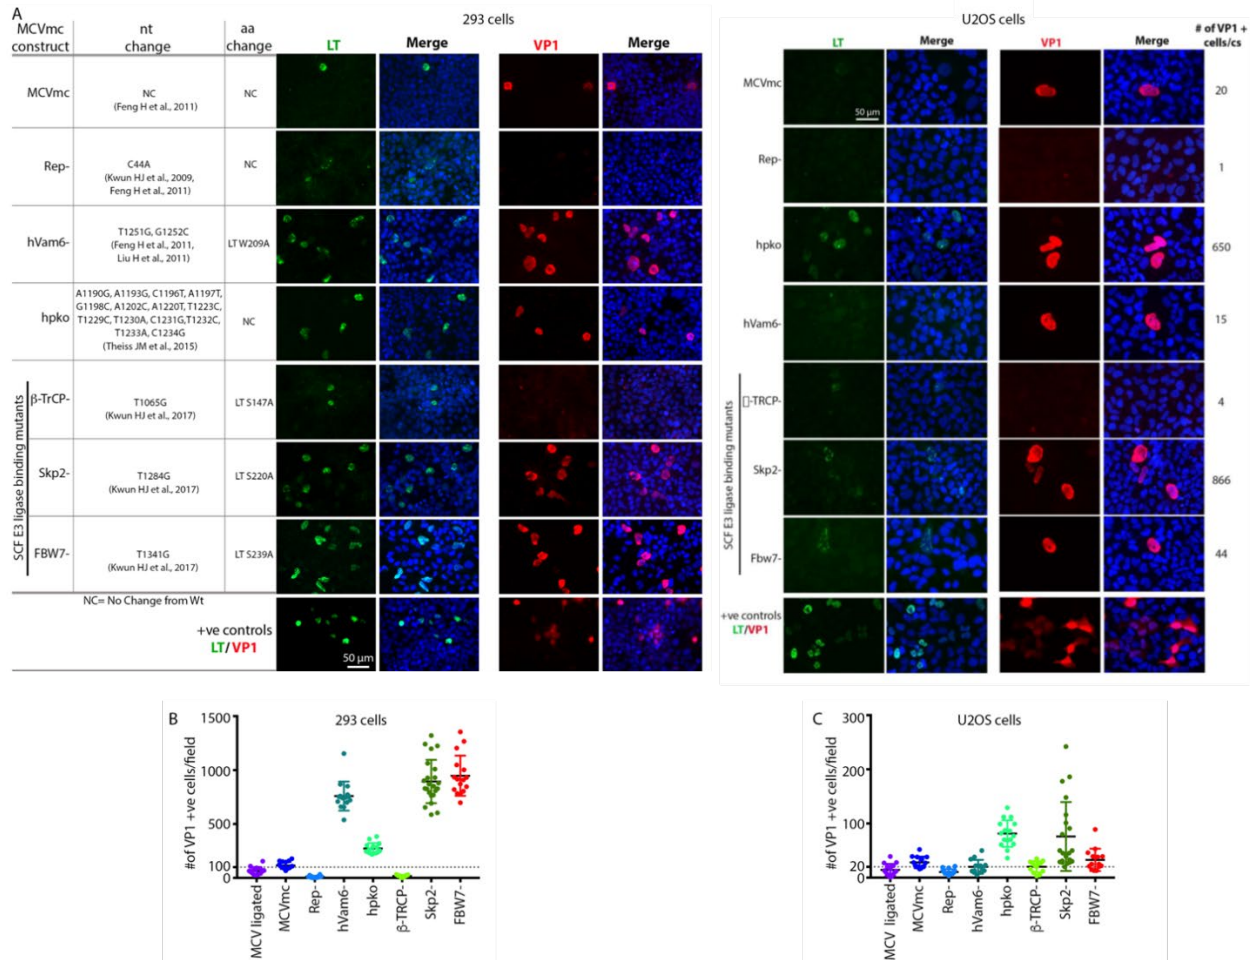 A
293 cells
U2OS cells
MCVmc construct
nt change
aa change
LT
Merge
VP1
Merge
LT
Merge
VP1
Merge
# of VP1 + cells/cs
MCVmc
NC
(Feng H et al., 2011)
NC
Rep-
C44A
(Kwun HJ et al., 2009,
Feng H et al., 2011)
NC
hVam6-
T1251G, G1252C
(Feng H et al., 2011,
Liu H et al., 2011)
LT W209A
hpko
A1190G, A1193G, C1196T, A1197T,
G1198C, A1202C, A1220T, T1223C,
T1229C, T1230A, C1231G,T1232C,
T1233A, C1234G
(Theiss JM et al., 2015)
NC
SCF E3 ligase binding mutants
β-TrCP-
T1065G
(Kwun HJ et al., 2017)
LT S147A
Skp2-
T1284G
(Kwun HJ et al., 2017)
LT S220A
FBW7-
T1341G
(Kwun HJ et al., 2017)
LT S239A
NC= No Change from Wt
+ve controls
LT/VP1
50 µm
MCVmc
50 µm
20
Rep-
1
hpko
650
hVam6-
15
SCF E3 ligase binding mutants
▯-TRCP-
4
Skp2-
866
Fbw7-
44
+ve controls
LT/VP1
B
293 cells
#of VP1 +ve cells/field
1500
1000
500
100
0
MCV ligated
MCVmc
Rep-
hVam6-
hpko
β-TRCP-
Skp2-
FBW7-
C
U2OS cells
#of VP1 +ve cells/field
300
200
100
20
0
MCV ligated
MCVmc
Rep-
hVam6-
hpko
β-TRCP-
Skp2-
FBW7-